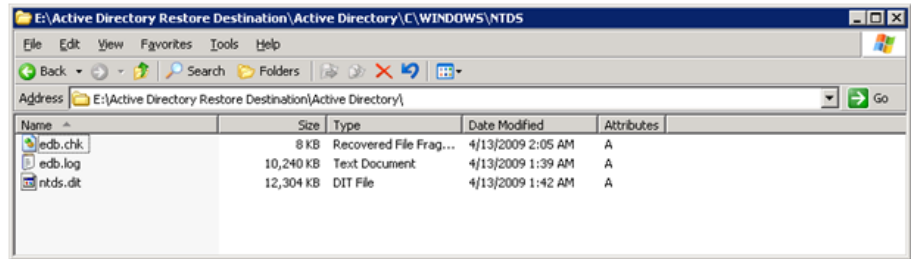 E:\Active Directory Restore Destination\Active Directory\C\WINDOWS\NTDS
File Edit View Favorites Tools Help
Back Search Folders
Address E:\Active Directory Restore Destination\Active Directory\ Go
Name Size Type Date Modified Attributes
edb.chk 8 KB Recovered File Frag... 4/13/2009 2:05 AM A
edb.log 10,240 KB Text Document 4/13/2009 1:39 AM A
ntds.dit 12,304 KB DIT File 4/13/2009 1:42 AM A